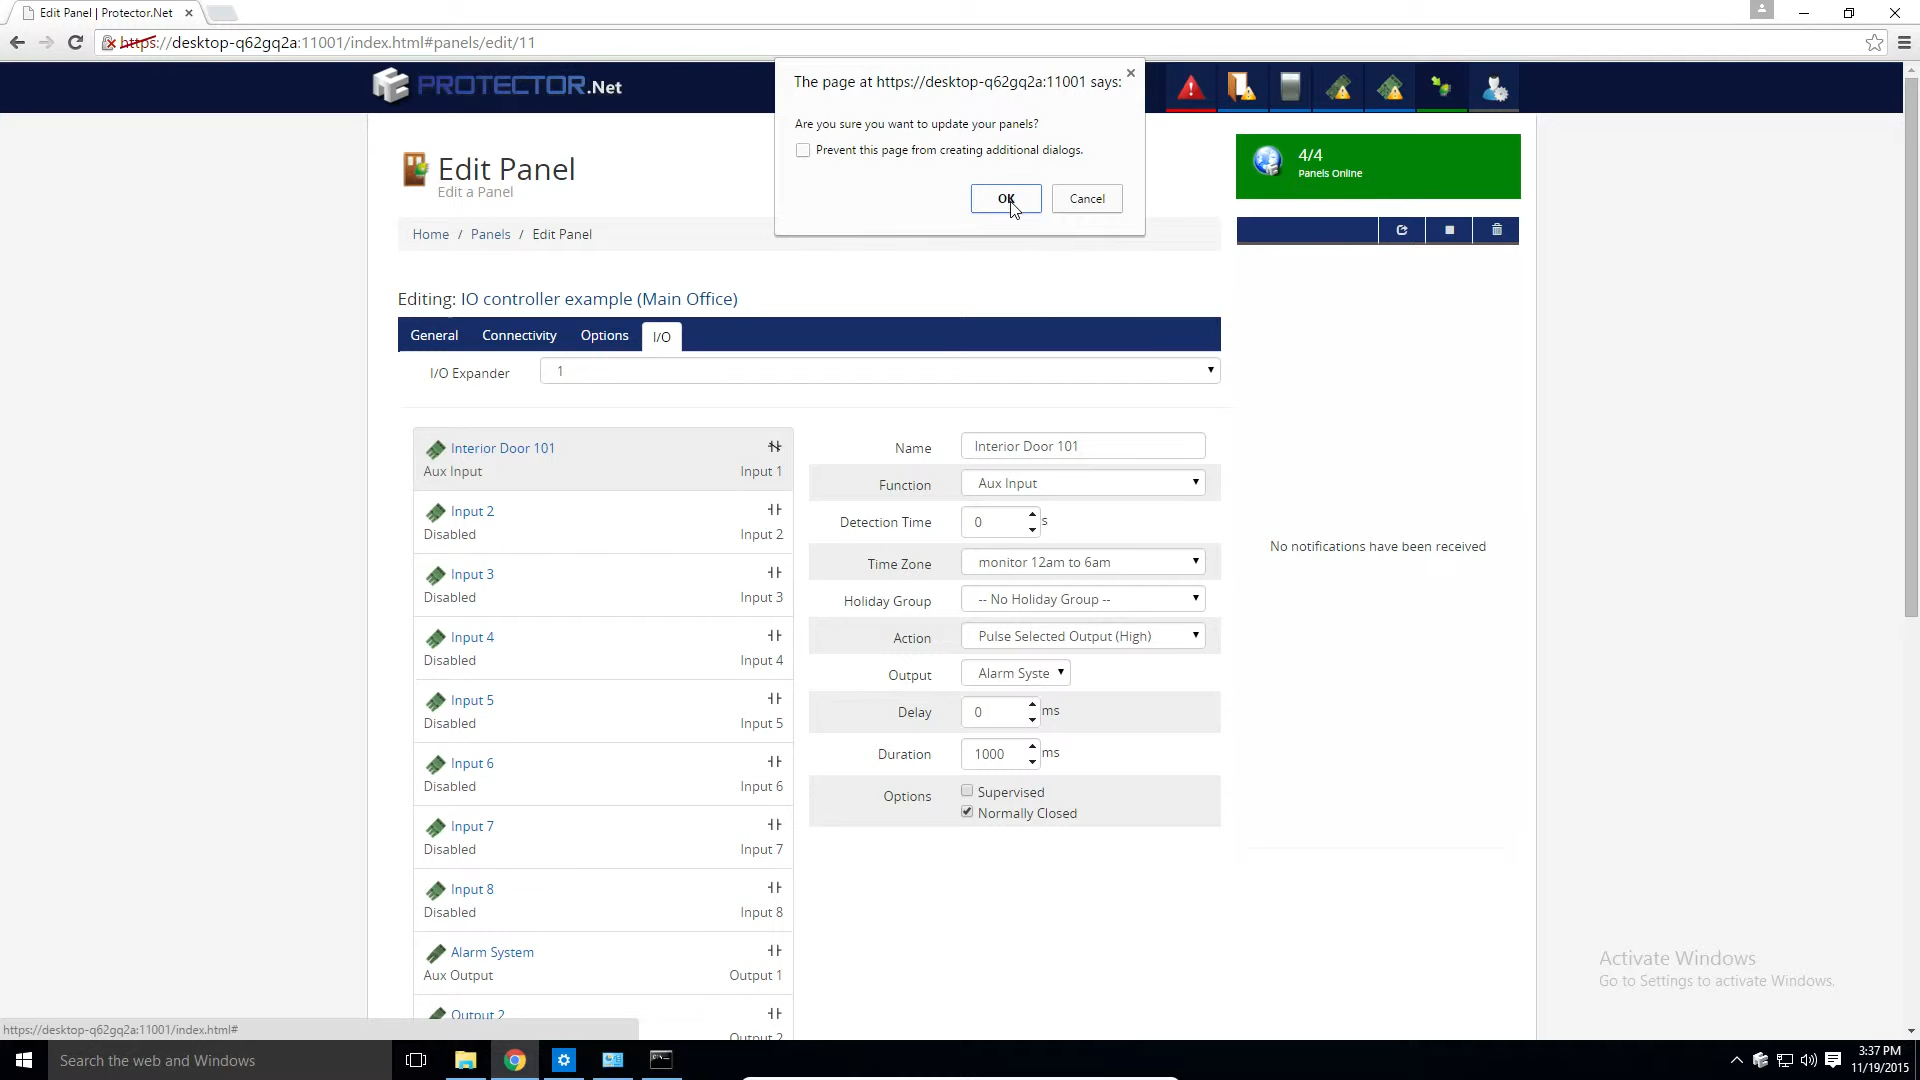 Edit Panel | Protector.Net
https://desktop-q62gq2a:11001/index.html#panels/edit/11
PROTECTOR.Net
The page at https://desktop-q62gq2a:11001 says:
Are you sure you want to update your panels?
Prevent this page from creating additional dialogs.
OK
Cancel
4/4
Panels Online
Edit Panel
Edit a Panel
Home / Panels / Edit Panel
Editing: IO controller example (Main Office)
General Connectivity Options I/O
I/O Expander 1
Interior Door 101
Aux Input Input 1
Input 2
Disabled Input 2
Input 3
Disabled Input 3
Input 4
Disabled Input 4
Input 5
Disabled Input 5
Input 6
Disabled Input 6
Input 7
Disabled Input 7
Input 8
Disabled Input 8
Alarm System
Aux Output Output 1
Output 2
Output 2
Name Interior Door 101
Function Aux Input
Detection Time 0 s
Time Zone monitor 12am to 6am
Holiday Group -- No Holiday Group --
Action Pulse Selected Output (High)
Output Alarm Syste
Delay 0 ms
Duration 1000 ms
Options Supervised
Normally Closed
No notifications have been received
Activate Windows
Go to Settings to activate Windows.
https://desktop-q62gq2a:11001/index.html#
Search the web and Windows
3:37 PM
11/19/2015